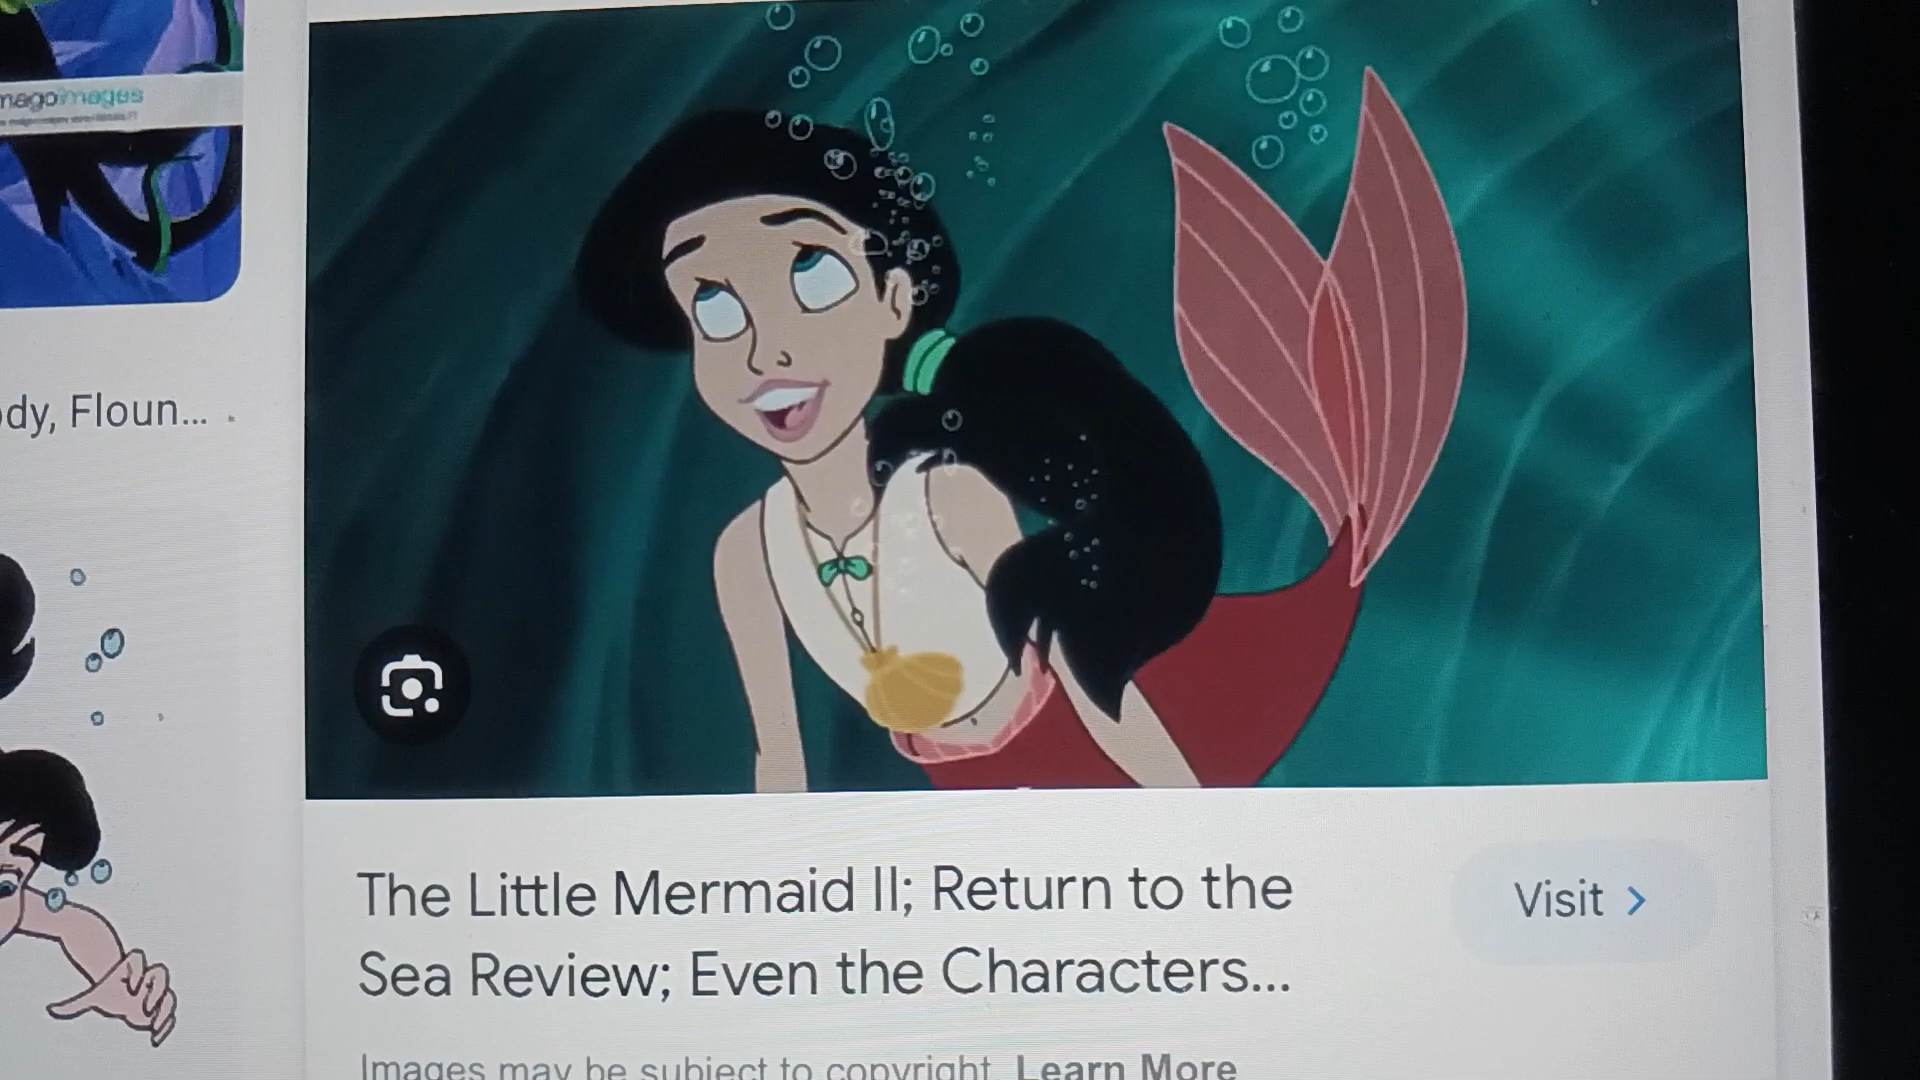 magoimages
dy, Floun...
The Little Mermaid II; Return to the
Sea Review; Even the Characters...
Visit >
Images may be subject to copyright. Learn More